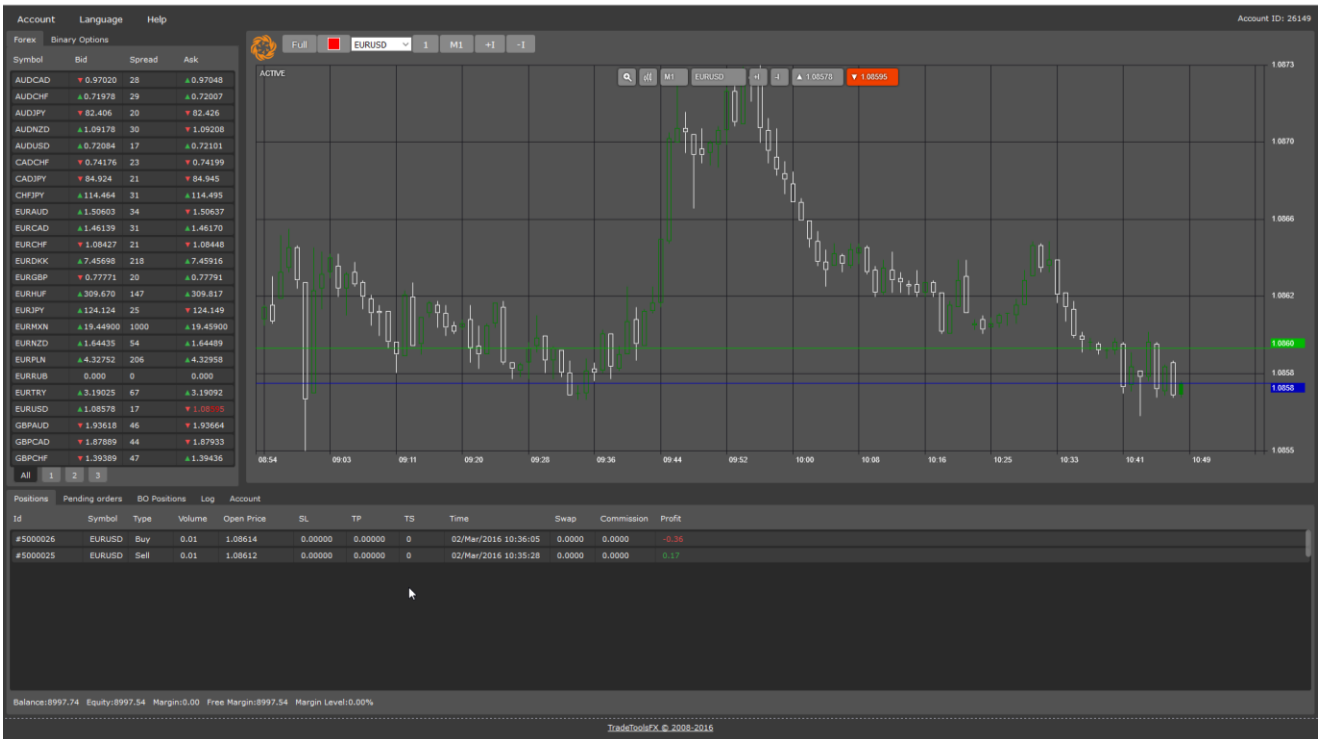 Account Language Help Account ID: 26149
Forex Binary Options
Full EURUSD 1 M1 +I -I
Symbol Bid Spread Ask
AUDCAD ▼ 0.97020 28 ▲0.97048
AUDCHF ▲0.71978 29 ▲0.72007
AUDJPY ▼ 82.406 20 ▼ 82.426
AUDNZD ▲1.09178 30 ▼ 1.09208
AUDUSD ▲0.72084 17 ▲0.72101
CADCHF ▼ 0.74176 23 ▼ 0.74199
CADJPY ▼ 84.924 21 ▼ 84.945
CHFJPY ▲114.464 31 ▲114.495
EURAUD ▲1.50603 34 ▼ 1.50637
EURCAD ▲1.46139 31 ▲1.46170
EURCHF ▼ 1.08427 21 ▼ 1.08448
EURDKK ▲7.45698 218 ▲7.45916
EURGBP ▼ 0.77771 20 ▲0.77791
EURHUF ▲309.670 147 ▲309.817
EURJPY ▲124.124 25 ▼ 124.149
EURMXN ▲19.44900 1000 ▲19.45900
EURNZD ▲1.64435 54 ▲1.64489
EURPLN ▲4.32752 206 ▲4.32958
EURRUB 0.000 0 0.000
EURTRY ▲3.19025 67 ▲3.19092
EURUSD ▲1.08578 17
GBPAUD ▼ 1.93618 46 ▼ 1.93664
GBPCAD ▼ 1.87889 44 ▼ 1.87933
GBPCHF ▼ 1.39389 47 ▲1.39436
All 1 2 3
ACTIVE
M1 EURUSD +I -I ▲ 1.08578 ▼ 1.08595
1.0873
1.0870
1.0866
1.0862
1.0860
1.0858
1.0858
1.0855
08:54 09:03 09:11 09:20 09:28 09:36 09:44 09:52 10:00 10:08 10:16 10:25 10:33 10:41 10:49
Positions Pending orders BO Positions Log Account
Id Symbol Type Volume Open Price SL TP TS Time Swap Commission Profit
#5000026 EURUSD Buy 0.01 1.08614 0.00000 0.00000 0 02/Mar/2016 10:36:05 0.0000 0.0000 -0.36
#5000025 EURUSD Sell 0.01 1.08612 0.00000 0.00000 0 02/Mar/2016 10:35:28 0.0000 0.0000 0.17
Balance:8997.74 Equity:8997.54 Margin:0.00 Free Margin:8997.54 Margin Level:0.00%
TradeToolsFX © 2008-2016